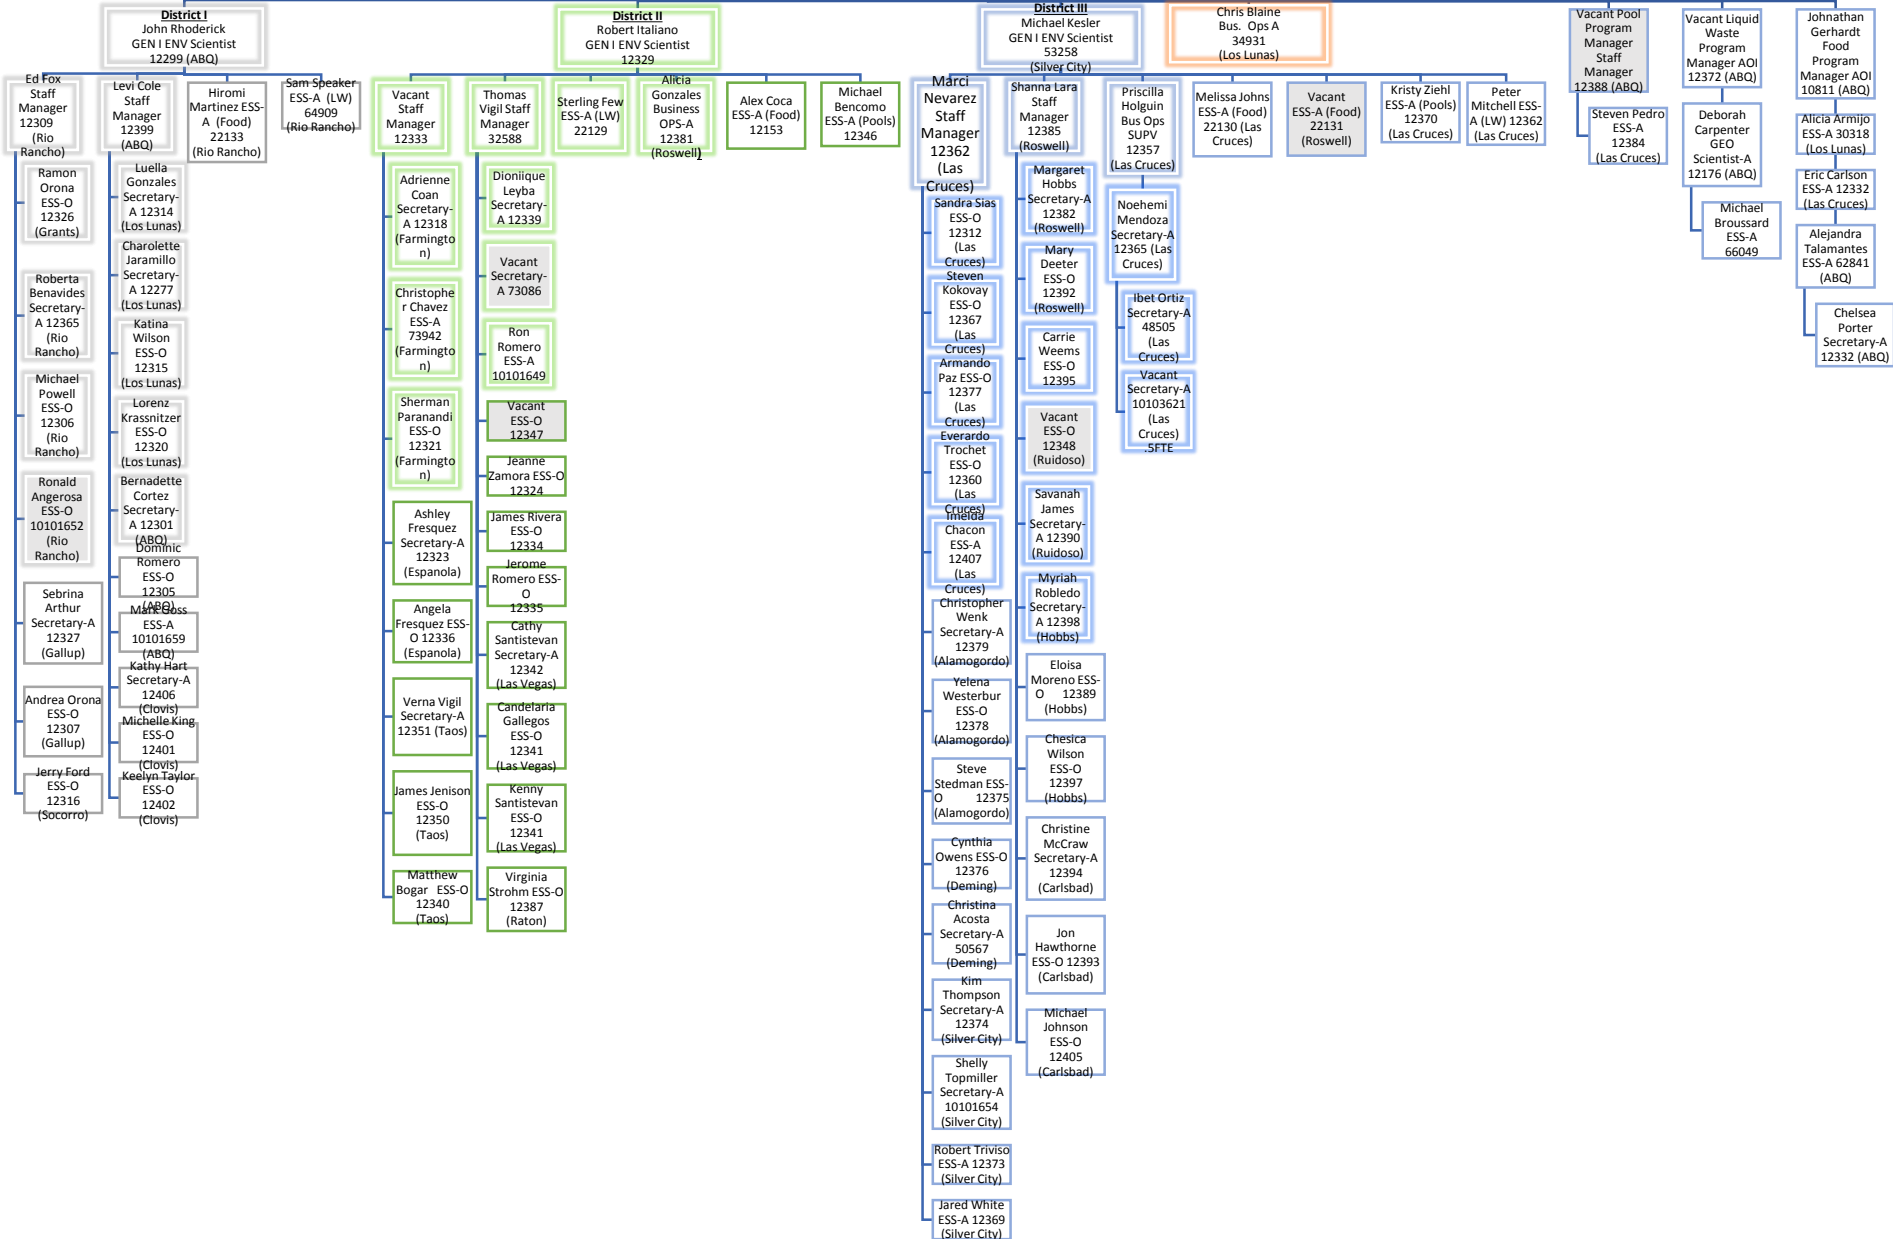 District I
John Rhoderick
GEN I ENV Scientist
12299 (ABQ)
District II
Robert Italiano
GEN I ENV Scientist
12329
District III
Michael Kesler
GEN I ENV Scientist
53258
(Silver City)
Chris Blaine
Bus. Ops A
34931
(Los Lunas)
Vacant Pool
Program
Manager
Staff
Manager
12388 (ABQ)
Vacant Liquid
Waste
Program
Manager AOI
12372 (ABQ)
Johnathan
Gerhardt
Food
Program
Manager AOI
10811 (ABQ)
Ed Fox
Staff
Manager
12309
(Rio
Rancho)
Levi Cole
Staff
Manager
12399
(ABQ)
Hiromi
Martinez ESS-
A (Food)
22133
(Rio Rancho)
Sam Speaker
ESS-A (LW)
64909
(Rio Rancho)
Vacant
Staff
Manager
12333
Thomas
Vigil Staff
Manager
32588
Sterling Few
ESS-A (LW)
22129
Alicia
Gonzales
Business
OPS-A
12381
(Roswell)
Alex Coca
ESS-A (Food)
12153
Michael
Bencomo
ESS-A (Pools)
12346
Marci
Nevarez
Staff
Manager
12362
(Las
Cruces)
Shanna Lara
Staff
Manager
12385
(Roswell)
Priscilla
Holguin
Bus Ops
SUPV
12357
(Las Cruces)
Melissa Johns
ESS-A (Food)
22130 (Las
Cruces)
Vacant
ESS-A (Food)
22131
(Roswell)
Kristy Ziehl
ESS-A (Pools)
12370
(Las Cruces)
Peter
Mitchell ESS-
A (LW) 12362
(Las Cruces)
Steven Pedro
ESS-A
12384
(Las Cruces)
Deborah
Carpenter
GEO
Scientist-A
12176 (ABQ)
Michael
Broussard
ESS-A
66049
Alicia Armijo
ESS-A 30318
(Los Lunas)
Eric Carlson
ESS-A 12332
(Las Cruces)
Alejandra
Talamantes
ESS-A 62841
(ABQ)
Chelsea
Porter
Secretary-A
12332 (ABQ)
Ramon
Orona
ESS-O
12326
(Grants)
Roberta
Benavides
Secretary-
A 12365
(Rio
Rancho)
Michael
Powell
ESS-O
12306
(Rio
Rancho)
Ronald
Angerosa
ESS-O
10101652
(Rio
Rancho)
Sebrina
Arthur
Secretary-A
12327
(Gallup)
Andrea Orona
ESS-O
12307
(Gallup)
Jerry Ford
ESS-O
12316
(Socorro)
Luella
Gonzales
Secretary-
A 12314
(Los Lunas)
Charolette
Jaramillo
Secretary-
A 12277
(Los Lunas)
Katina
Wilson
ESS-O
12315
(Los Lunas)
Lorenz
Krassnitzer
ESS-O
12320
(Los Lunas)
Bernadette
Cortez
Secretary-
A 12301
(ABQ)
Dominic
Romero
ESS-O
12305
(ABQ)
Mark Goss
ESS-A
10101659
(ABQ)
Kathy Hart
Secretary-A
12406
(Clovis)
Michelle King
ESS-O
12401
(Clovis)
Keelyn Taylor
ESS-O
12402
(Clovis)
Adrienne
Coan
Secretary-
A 12318
(Farmingto
n)
Christophe
r Chavez
ESS-A
73942
(Farmingto
n)
Sherman
Paranandi
ESS-O
12321
(Farmingto
n)
Ashley
Fresquez
Secretary-A
12323
(Espanola)
Angela
Fresquez ESS-
O 12336
(Espanola)
Verna Vigil
Secretary-A
12351 (Taos)
James Jenison
ESS-O
12350
(Taos)
Matthew
Bogar ESS-O
12340
(Taos)
Dioniique
Leyba
Secretary-
A 12339
Vacant
Secretary-
A 73086
Ron
Romero
ESS-A
10101649
Vacant
ESS-O
12347
Jeanne
Zamora ESS-O
12324
James Rivera
ESS-O
12334
Jerome
Romero ESS-
O
12335
Cathy
Santistevan
Secretary-A
12342
(Las Vegas)
Candelaria
Gallegos
ESS-O
12341
(Las Vegas)
Kenny
Santistevan
ESS-O
12341
(Las Vegas)
Virginia
Strohm ESS-O
12387
(Raton)
Sandra Sias
ESS-O
12312
(Las
Cruces)
Steven
Kokovay
ESS-O
12367
(Las
Cruces)
Armando
Paz ESS-O
12377
(Las
Cruces)
Everardo
Trochet
ESS-O
12360
(Las
Cruces)
Imelda
Chacon
ESS-A
12407
(Las
Cruces)
Christopher
Wenk
Secretary-A
12379
(Alamogordo)
Yelena
Westerbur
ESS-O
12378
(Alamogordo)
Steve
Stedman ESS-
O 12375
(Alamogordo)
Cynthia
Owens ESS-O
12376
(Deming)
Christina
Acosta
Secretary-A
50567
(Deming)
Kim
Thompson
Secretary-A
12374
(Silver City)
Shelly
Topmiller
Secretary-A
10101654
(Silver City)
Robert Triviso
ESS-A 12373
(Silver City)
Jared White
ESS-A 12369
(Silver City)
Margaret
Hobbs
Secretary-A
12382
(Roswell)
Mary
Deeter
ESS-O
12392
(Roswell)
Carrie
Weems
ESS-O
12395
Vacant
ESS-O
12348
(Ruidoso)
Savanah
James
Secretary-
A 12390
(Ruidoso)
Myriah
Robledo
Secretary-
A 12398
(Hobbs)
Eloisa
Moreno ESS-
O 12389
(Hobbs)
Chesica
Wilson
ESS-O
12397
(Hobbs)
Christine
McCraw
Secretary-A
12394
(Carlsbad)
Jon
Hawthorne
ESS-O 12393
(Carlsbad)
Michael
Johnson
ESS-O
12405
(Carlsbad)
Noehemi
Mendoza
Secretary-A
12365 (Las
Cruces)
Ibet Ortiz
Secretary-A
48505
(Las
Cruces)
Vacant
Secretary-A
10103621
(Las
Cruces)
.5FTE